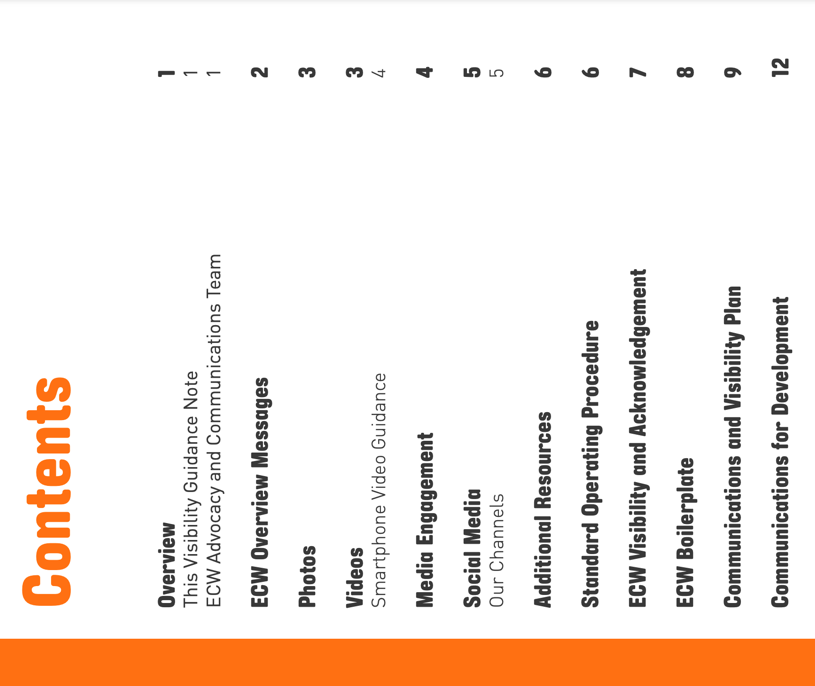 Contents
Overview 1
This Visibility Guidance Note 1
ECW Advocacy and Communications Team 1
ECW Overview Messages 2
Photos 3
Videos 3
Smartphone Video Guidance 4
Media Engagement 4
Social Media 5
Our Channels 5
Additional Resources 6
Standard Operating Procedure 6
ECW Visibility and Acknowledgement 7
ECW Boilerplate 8
Communications and Visibility Plan 9
Communications for Development 12